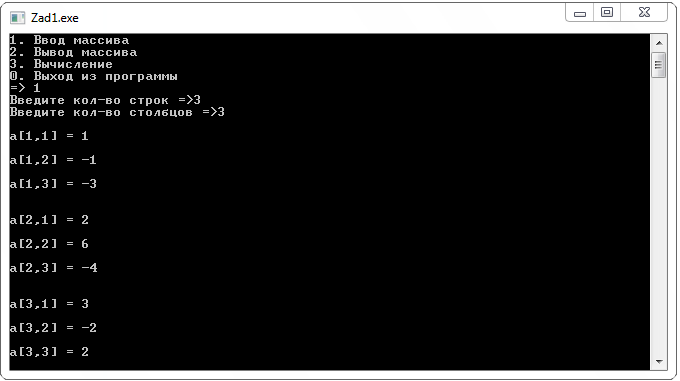 Zad1.exe
1. Ввод массива
2. Вывод массива
3. Вычисление
0. Выход из программы
=> 1
Введите кол-во строк =>3
Введите кол-во столбцов =>3
a[1,1] = 1
a[1,2] = -1
a[1,3] = -3
a[2,1] = 2
a[2,2] = 6
a[2,3] = -4
a[3,1] = 3
a[3,2] = -2
a[3,3] = 2